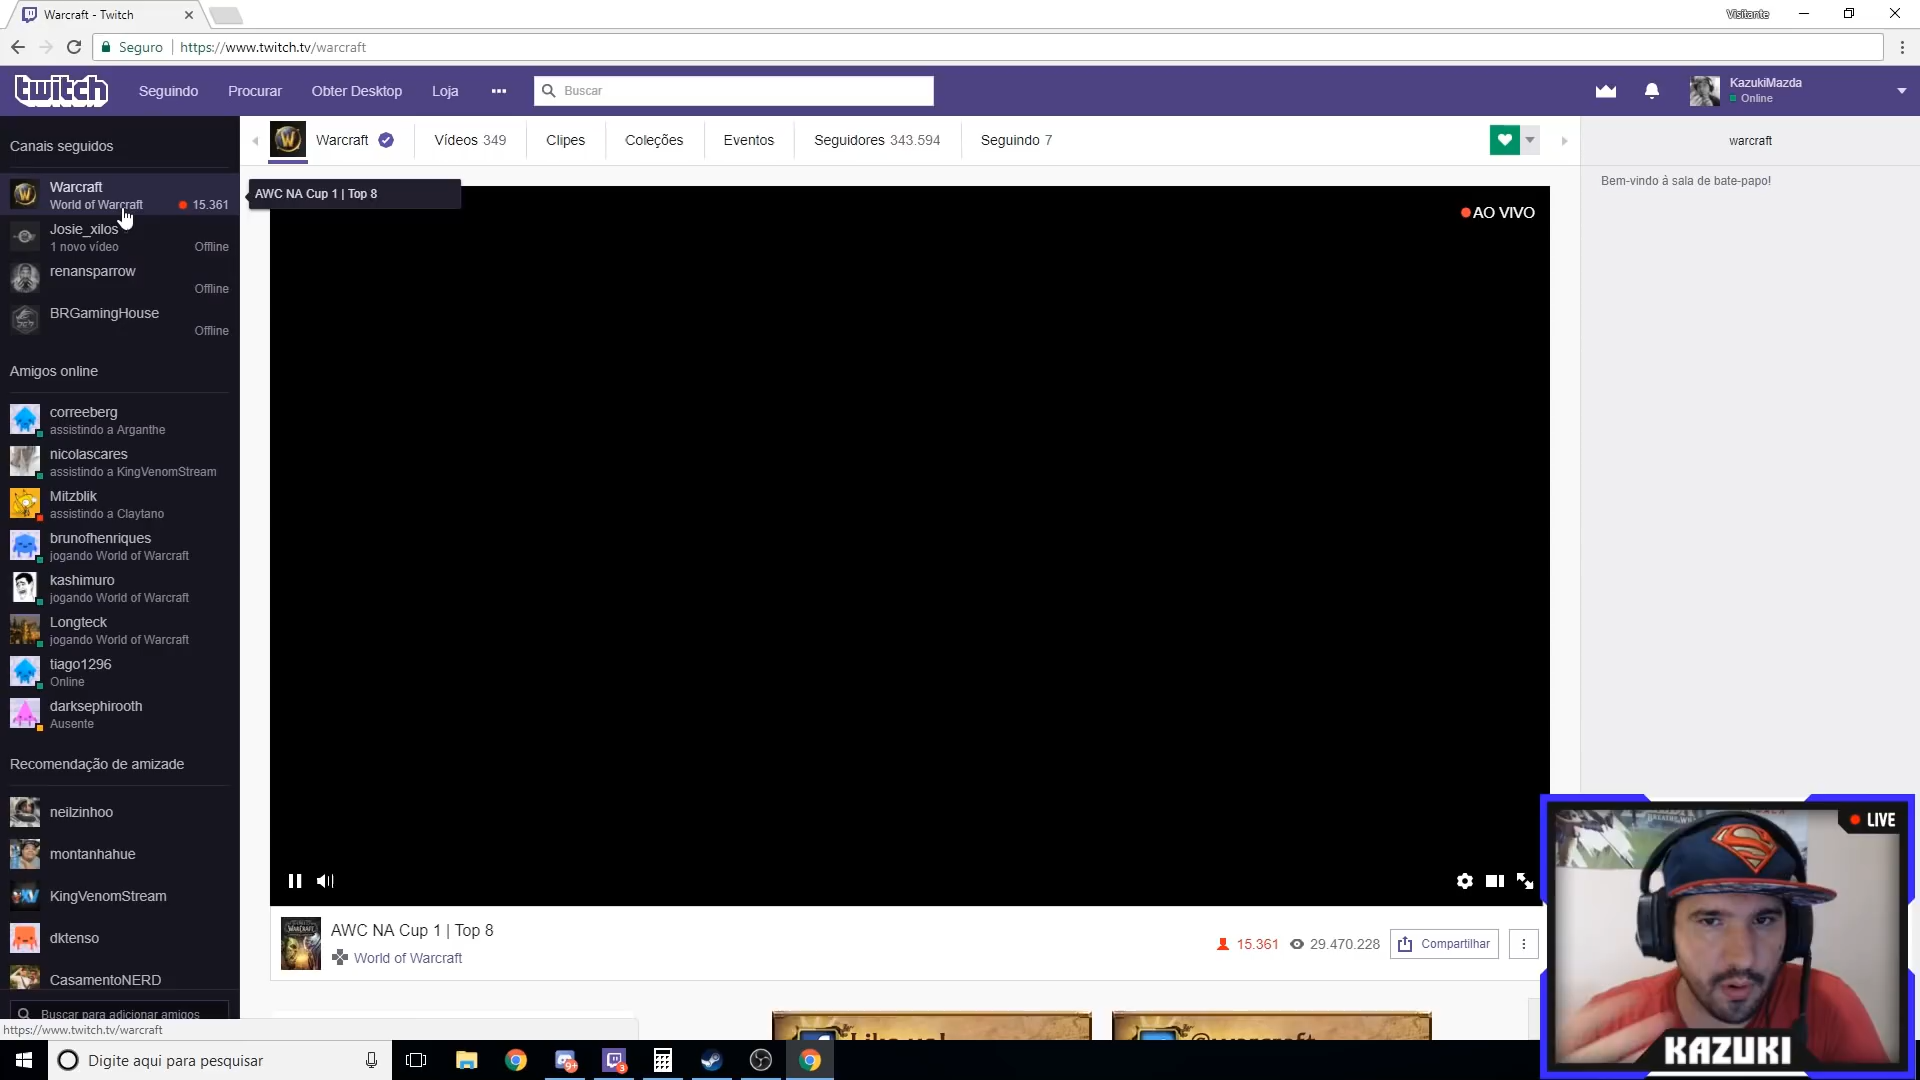 Warcraft - Twitch
Visitante
Seguro
https://www.twitch.tv/warcraft
twitch
Seguindo
Procurar
Obter Desktop
Loja
Buscar
KazukiMazda
Online
Canais seguidos
Warcraft
World of Warcraft
15.361
Josie_xilos
1 novo vídeo
Offline
renansparrow
Offline
BRGamingHouse
Offline
Amigos online
correeberg
assistindo a Arganthe
nicolascares
assistindo a KingVenomStream
Mitzblik
assistindo a Claytano
brunofhenriques
jogando World of Warcraft
kashimuro
jogando World of Warcraft
Longteck
jogando World of Warcraft
tiago1296
Online
darksephirooth
Ausente
Recomendação de amizade
neilzinhoo
montanhahue
KingVenomStream
dktenso
CasamentoNERD
Buscar para adicionar amigos
https://www.twitch.tv/warcraft
Warcraft
Vídeos 349
Clipes
Coleções
Eventos
Seguidores 343.594
Seguindo 7
AWC NA Cup 1 | Top 8
AO VIVO
AWC NA Cup 1 | Top 8
World of Warcraft
15.361
29.470.228
Compartilhar
Like us!
@warcraft
warcraft
Bem-vindo à sala de bate-papo!
LIVE
KAZUKI
Digite aqui para pesquisar